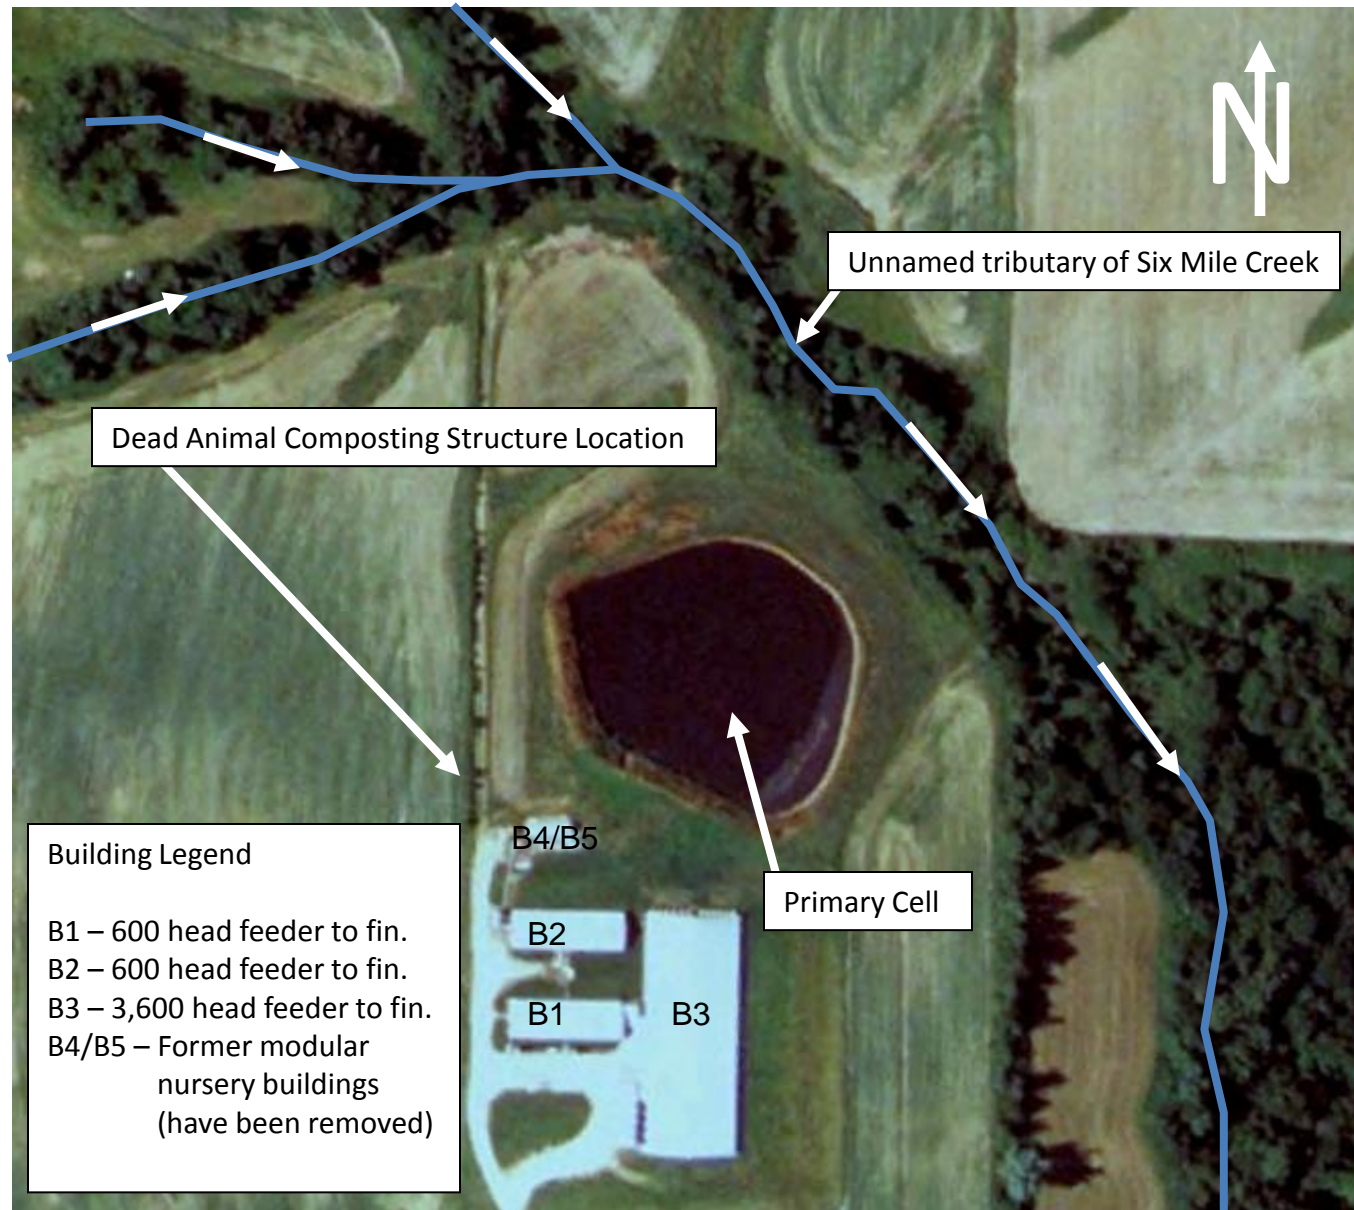 N
Unnamed tributary of Six Mile Creek
Dead Animal Composting Structure Location
B4/B5
Building Legend
B1 – 600 head feeder to fin.
B2 – 600 head feeder to fin.
B3 – 3,600 head feeder to fin.
B4/B5 – Former modular
nursery buildings
(have been removed)
Primary Cell
B2
B1
B3